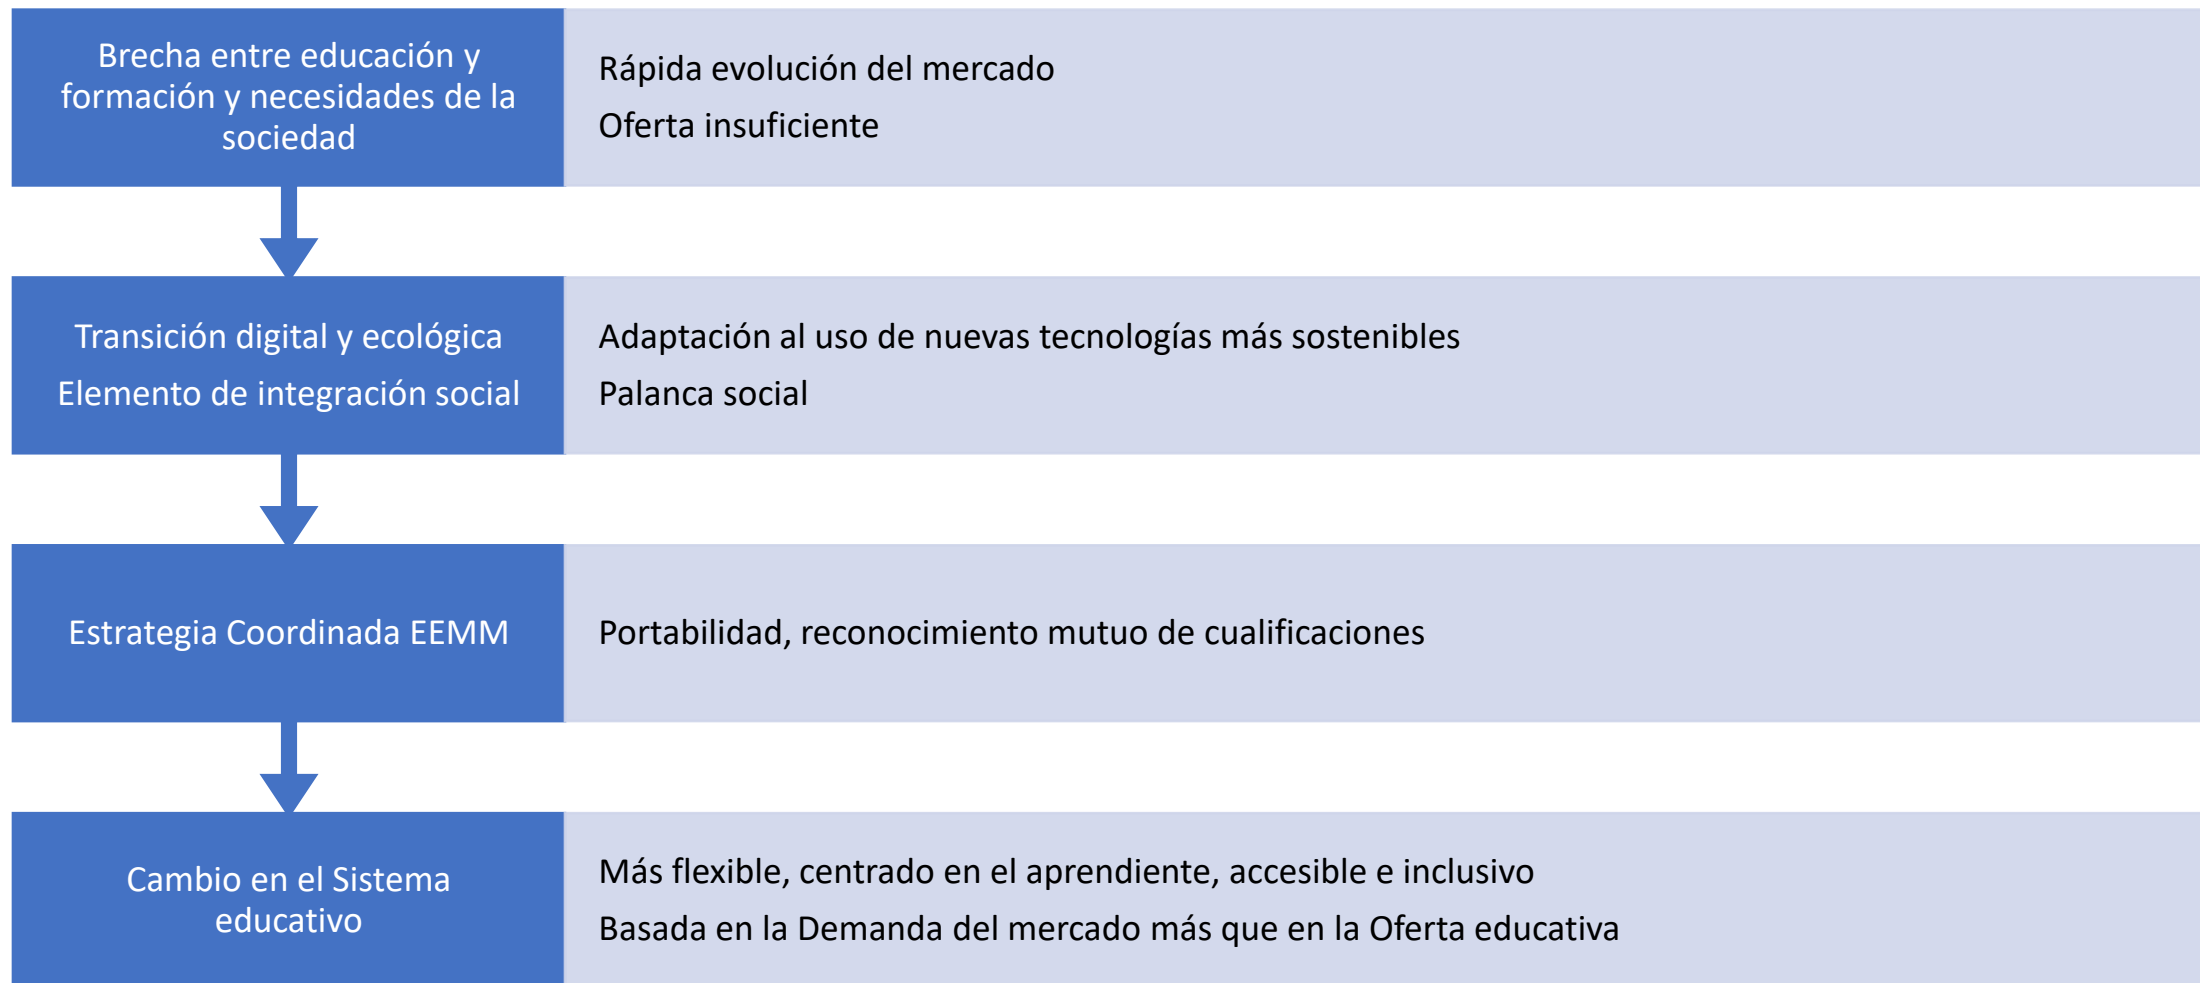 Brecha entre educación y
formación y necesidades de la
sociedad
Rápida evolución del mercado
Oferta insuficiente
Transición digital y ecológica
Elemento de integración social
Adaptación al uso de nuevas tecnologías más sostenibles
Palanca social
Estrategia Coordinada EEMM
Portabilidad, reconocimiento mutuo de cualificaciones
Cambio en el Sistema
educativo
Más flexible, centrado en el aprendiente, accesible e inclusivo
Basada en la Demanda del mercado más que en la Oferta educativa